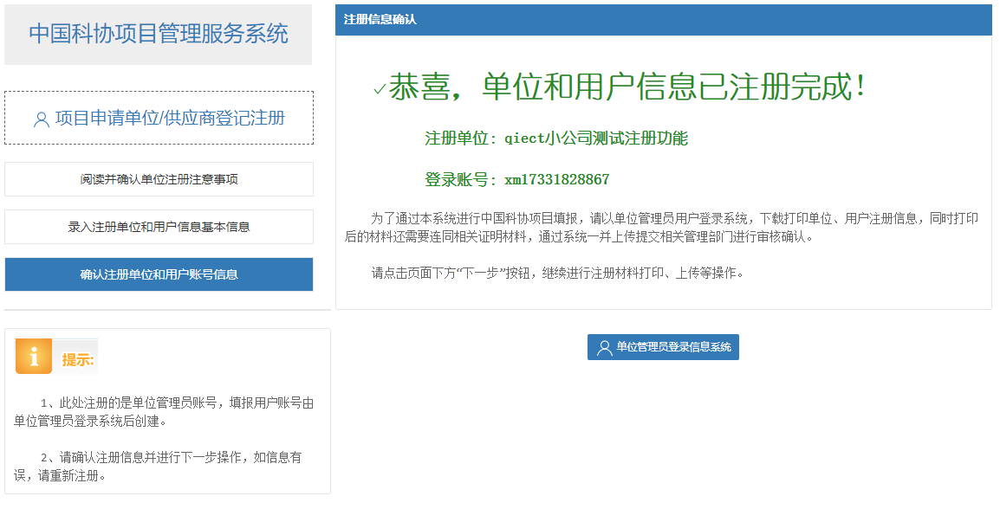 中国科协项目管理服务系统
项目申请单位/供应商登记注册
阅读并确认单位注册注意事项
录入注册单位和用户信息基本信息
确认注册单位和用户账号信息
提示:
1、此处注册的是单位管理员账号，填报用户账号由
单位管理员登录系统后创建。
2、请确认注册信息并进行下一步操作，如信息有
误，请重新注册。
注册信息确认
✓恭喜，单位和用户信息已注册完成！
注册单位：qiect小公司测试注册功能
登录账号：xm17331828867
为了通过本系统进行中国科协项目填报，请以单位管理员用户登录系统，下载打印单位、用户注册信息，同时打印
后的材料还需要连同相关证明材料，通过系统一并上传提交相关管理部门进行审核确认。
请点击页面下方“下一步”按钮，继续进行注册材料打印、上传等操作。
单位管理员登录信息系统